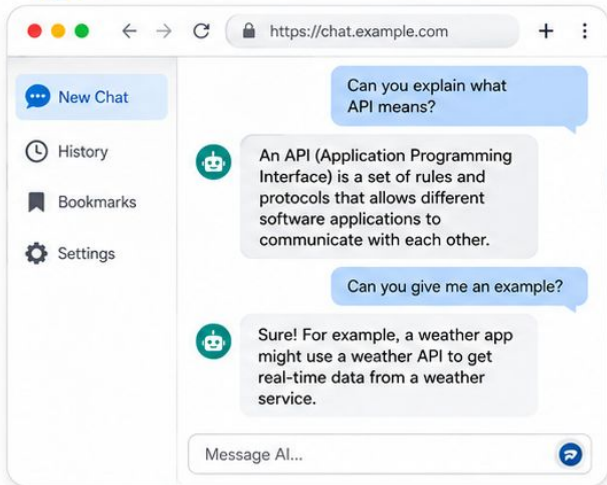 https://chat.example.com
New Chat
History
Bookmarks
Settings
Can you explain what
API means?
An API (Application Programming
Interface) is a set of rules and
protocols that allows different
software applications to
communicate with each other.
Can you give me an example?
Sure! For example, a weather app
might use a weather API to get
real-time data from a weather
service.
Message AI...